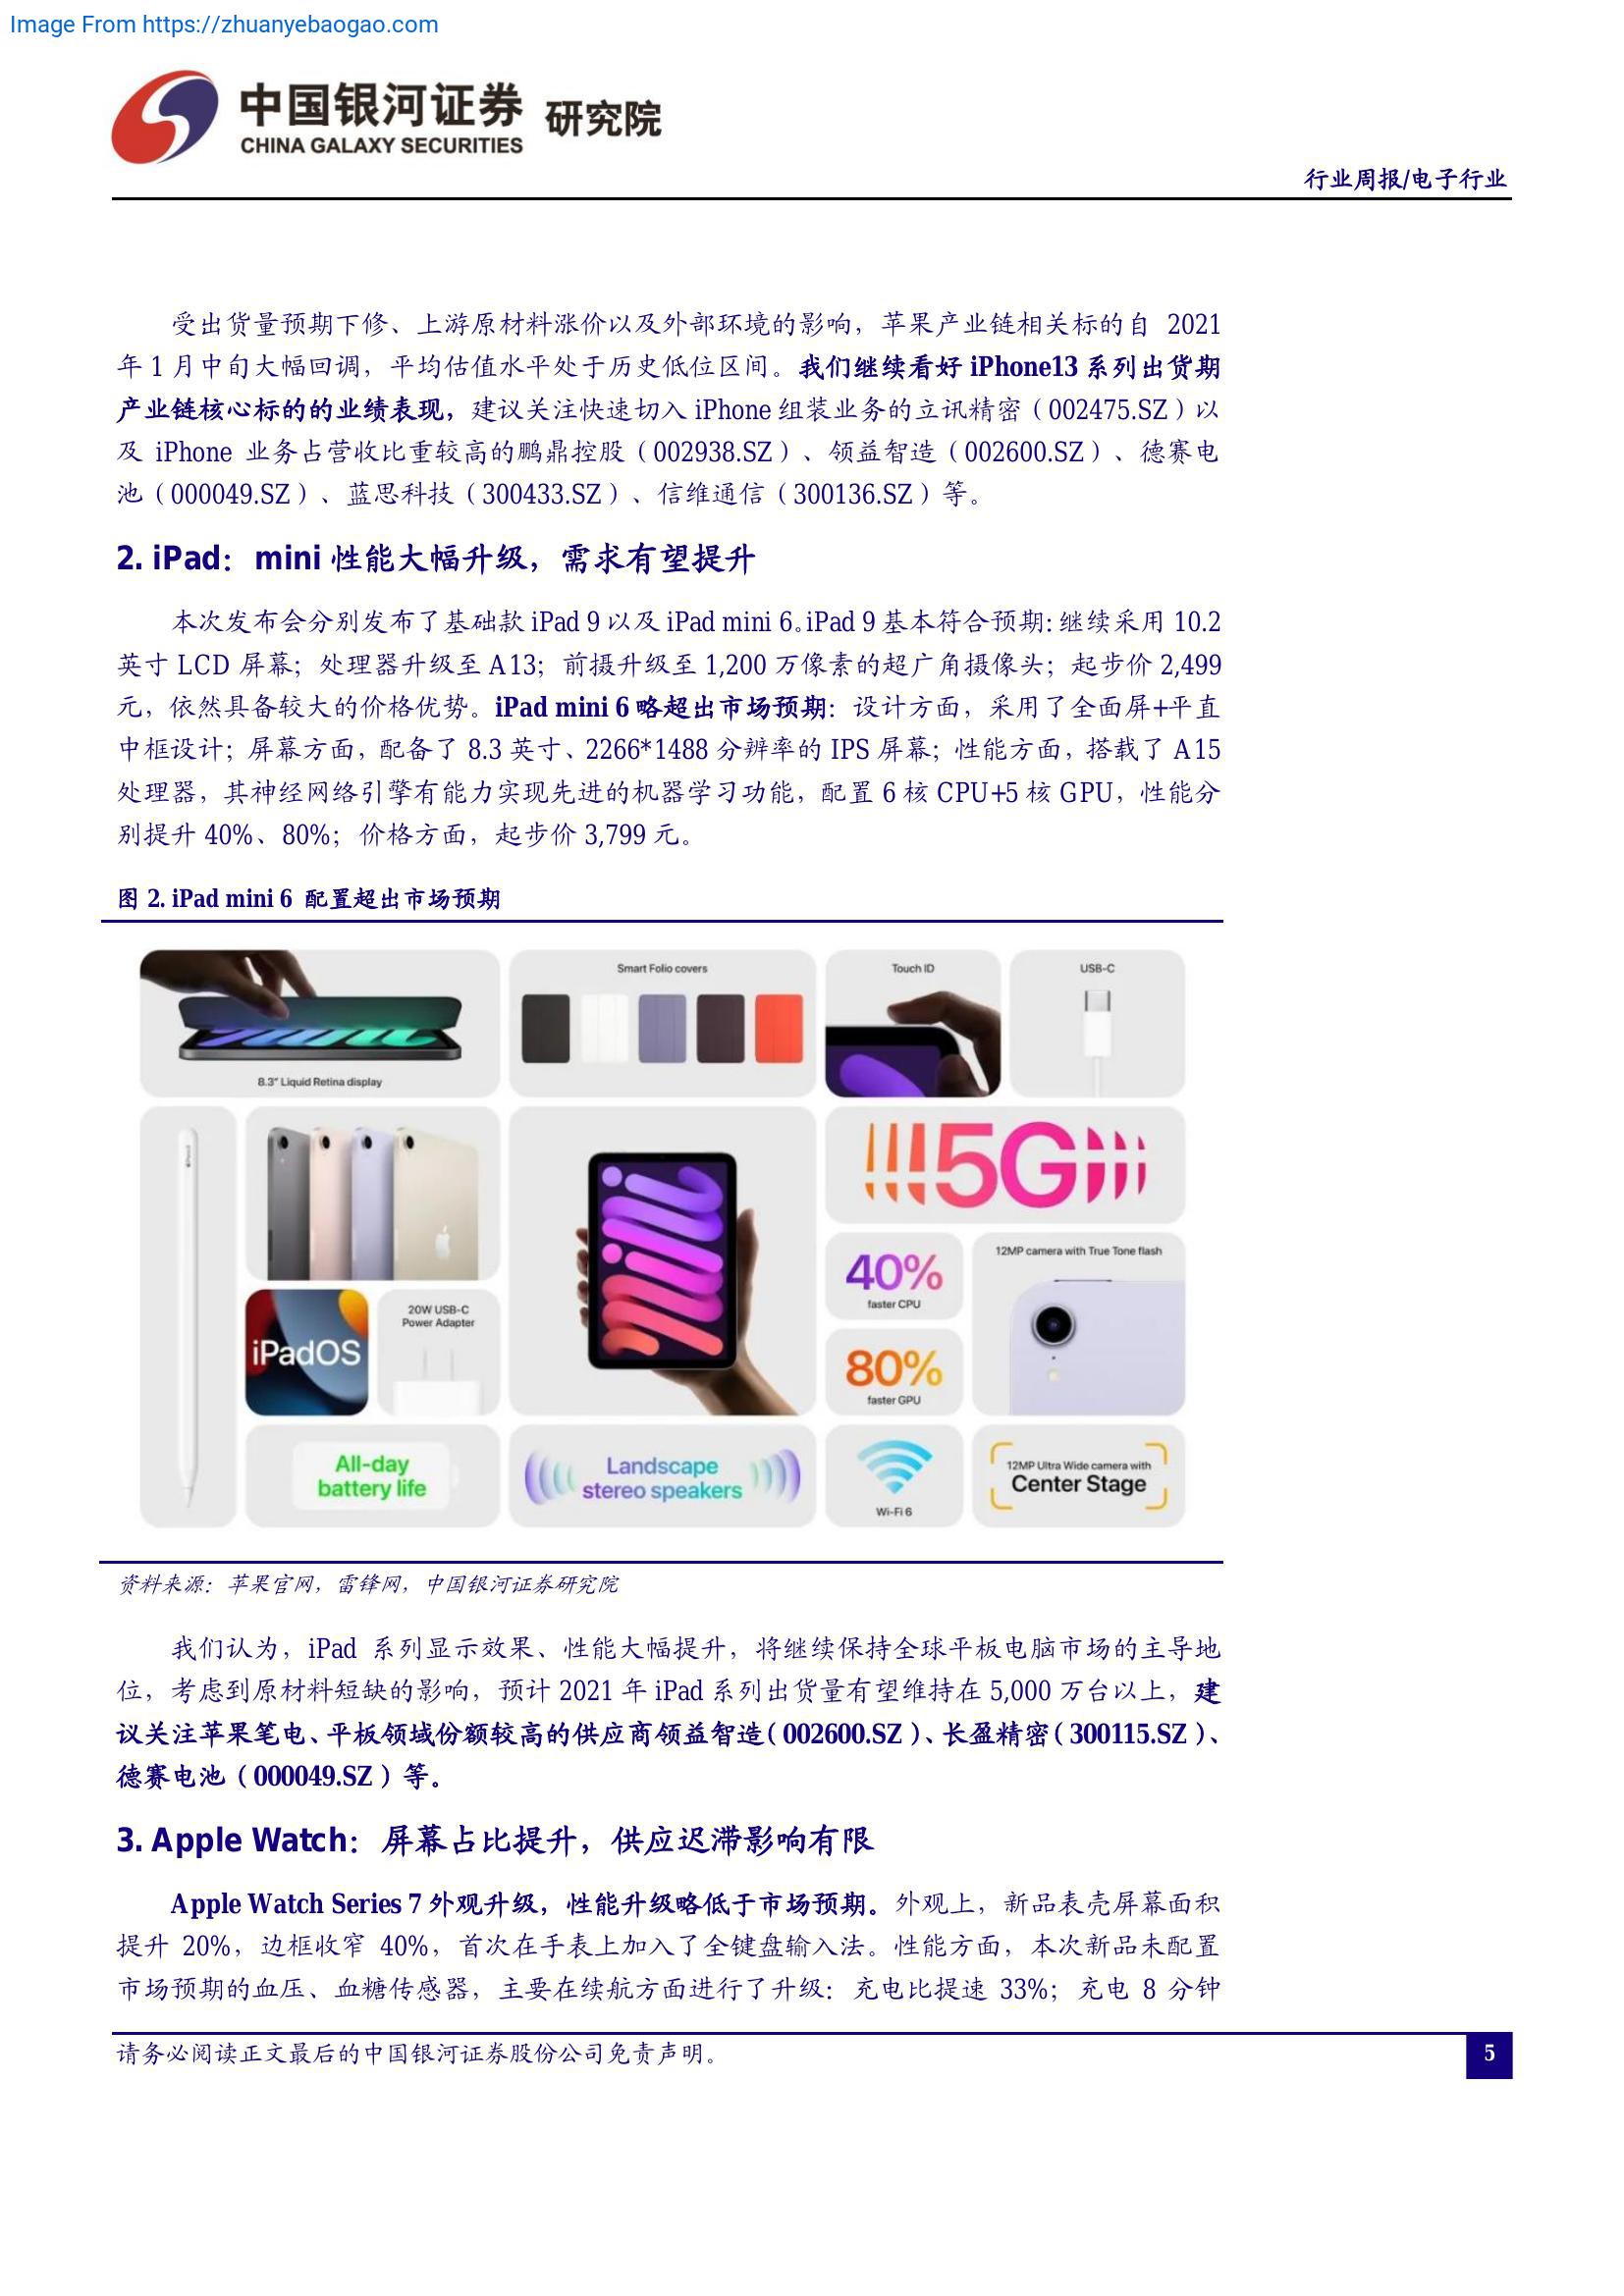 Image From https://zhuanyebaogao.com
中国银河证券 研究院
CHINA GALAXY SECURITIES
行业周报/电子行业
受出货量预期下修、上游原材料涨价以及外部环境的影响，苹果产业链相关标的自 2021
年 1 月中旬大幅回调，平均估值水平处于历史低位区间。我们继续看好 iPhone13 系列出货期
产业链核心标的的业绩表现，建议关注快速切入 iPhone 组装业务的立讯精密（002475.SZ）以
及 iPhone 业务占营收比重较高的鹏鼎控股（002938.SZ）、领益智造（002600.SZ）、德赛电
池（000049.SZ）、蓝思科技（300433.SZ）、信维通信（300136.SZ）等。
2. iPad：mini 性能大幅升级，需求有望提升
本次发布会分别发布了基础款 iPad 9 以及 iPad mini 6。iPad 9 基本符合预期：继续采用 10.2
英寸 LCD 屏幕；处理器升级至 A13；前摄升级至 1,200 万像素的超广角摄像头；起步价 2,499
元，依然具备较大的价格优势。iPad mini 6 略超出市场预期：设计方面，采用了全面屏+平直
中框设计；屏幕方面，配备了 8.3 英寸、2266*1488 分辨率的 IPS 屏幕；性能方面，搭载了 A15
处理器，其神经网络引擎有能力实现先进的机器学习功能，配置 6 核 CPU+5 核 GPU，性能分
别提升 40%、80%；价格方面，起步价 3,799 元。
图 2. iPad mini 6 配置超出市场预期
8.3" Liquid Retina display
Smart Folio covers
Touch ID
USB-C
5G
40%
faster CPU
12MP camera with True Tone flash
iPadOS
20W USB-C
Power Adapter
80%
faster GPU
All-day
battery life
Landscape
stereo speakers
Wi-Fi 6
12MP Ultra Wide camera with
Center Stage
资料来源：苹果官网，雷锋网，中国银河证券研究院
我们认为，iPad 系列显示效果、性能大幅提升，将继续保持全球平板电脑市场的主导地
位，考虑到原材料短缺的影响，预计 2021 年 iPad 系列出货量有望维持在 5,000 万台以上，建
议关注苹果笔电、平板领域份额较高的供应商领益智造（002600.SZ）、长盈精密（300115.SZ）、
德赛电池（000049.SZ）等。
3. Apple Watch：屏幕占比提升，供应迟滞影响有限
Apple Watch Series 7 外观升级，性能升级略低于市场预期。外观上，新品表壳屏幕面积
提升 20%，边框收窄 40%，首次在手表上加入了全键盘输入法。性能方面，本次新品未配置
市场预期的血压、血糖传感器，主要在续航方面进行了升级：充电比提速 33%；充电 8 分钟
请务必阅读正文最后的中国银河证券股份公司免责声明。
5